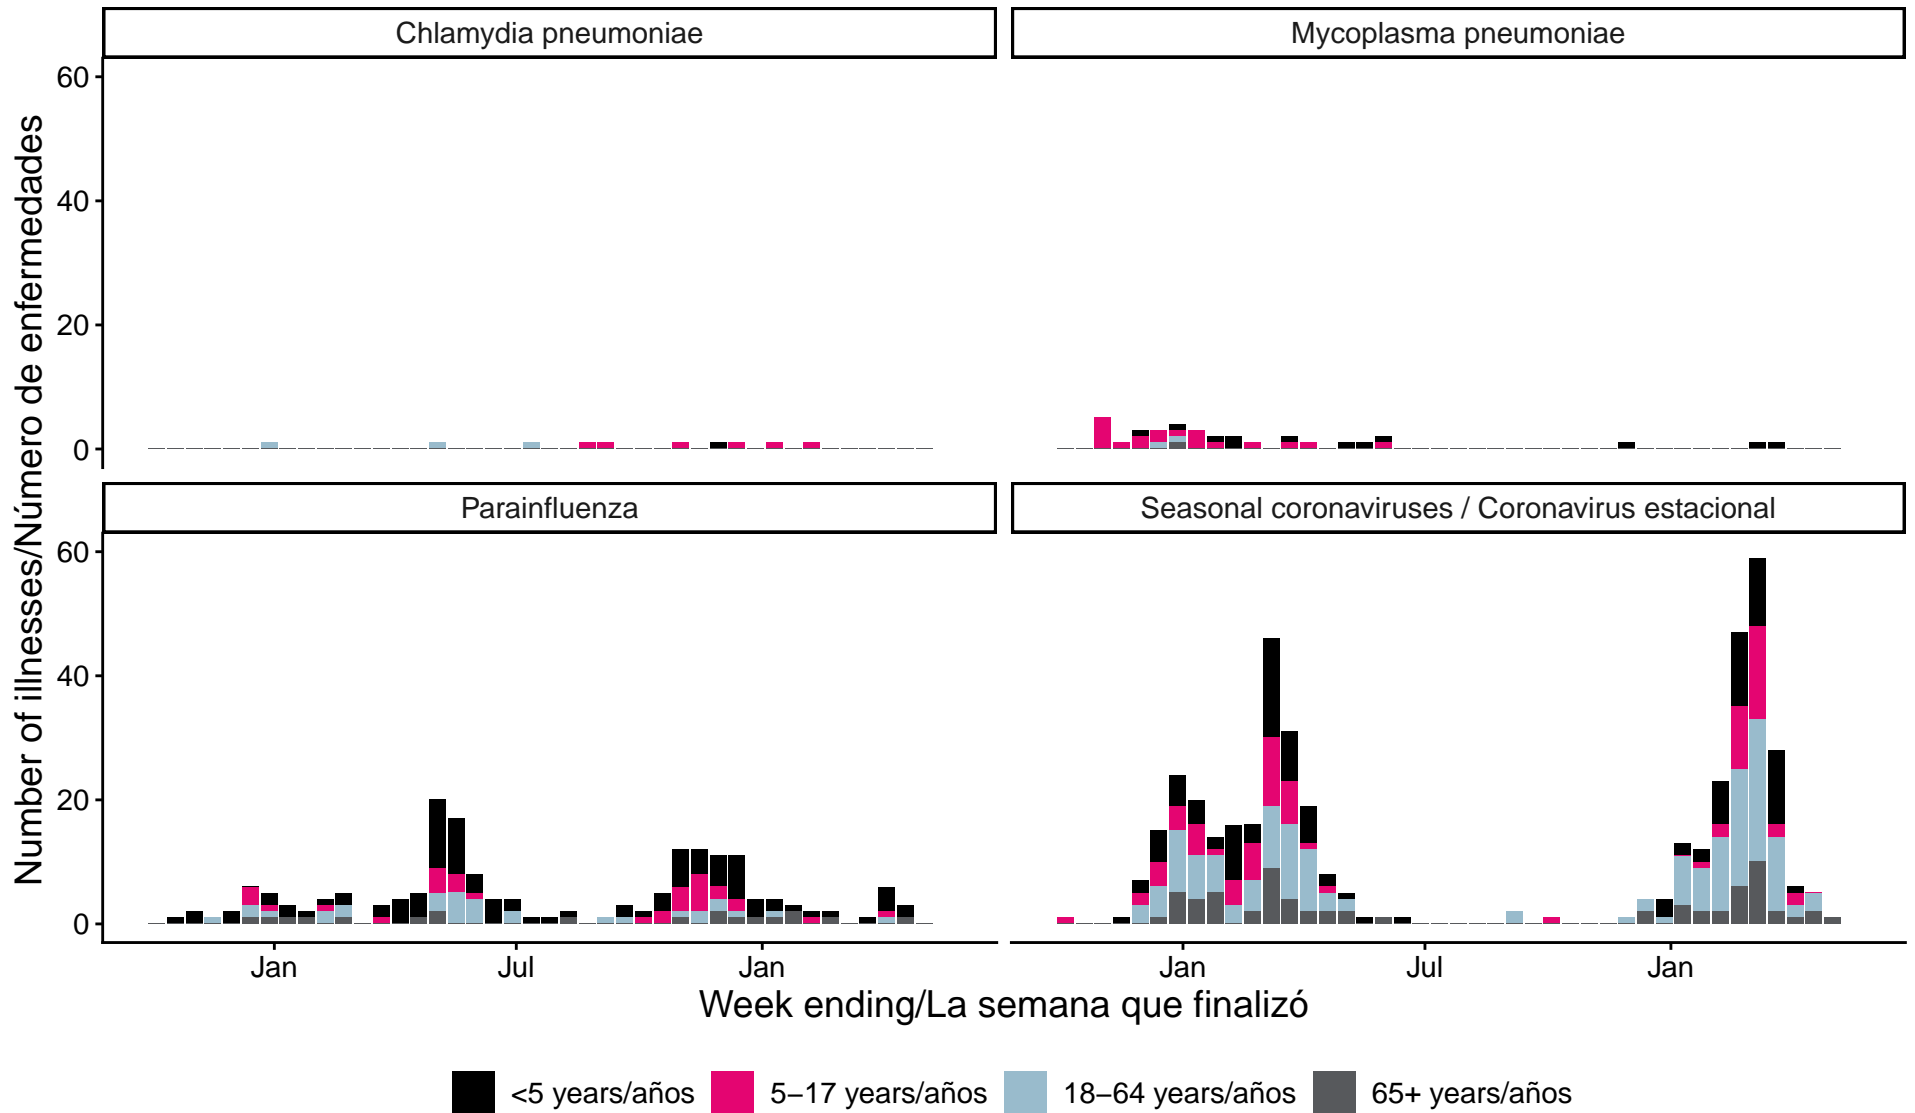 Chlamydia pneumoniae
Mycoplasma pneumoniae
60
40
20
0
Parainfluenza
Seasonal coronaviruses / Coronavirus estacional
60
40
20
0
Number of illnesses/Número de enfermedades
Jan
Jul
Jan
Jan
Jul
Jan
Week ending/La semana que finalizó
<5 years/años
5–17 years/años
18–64 years/años
65+ years/años